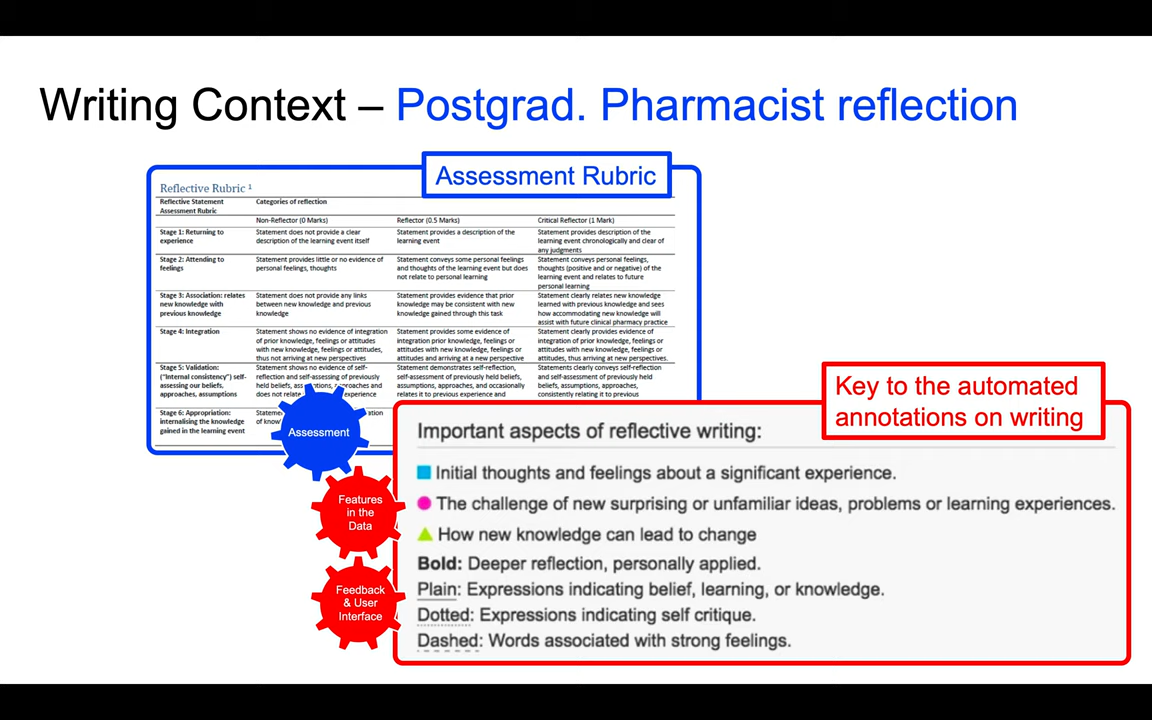 Writing Context – Postgrad. Pharmacist reflection
Assessment Rubric
Reflective Rubric ¹
Reflective Statement
Assessment Rubric
Categories of reflection
Non-Reflector (0 Marks)
Reflector (0.5 Marks)
Critical Reflector (1 Mark)
Stage 1: Returning to
experience
Statement does not provide a clear
description of the learning event itself
Statement provides a description of the
learning event
Statement provides description of the
learning event chronologically and clear of
any judgments
Stage 2: Attending to
feelings
Statement provides little or no evidence of
personal feelings, thoughts
Statement conveys some personal feelings
and thoughts of the learning event but does
not relate to personal learning
Statement conveys personal feelings,
thoughts (positive and or negative) of the
learning event and relates to future
personal learning
Stage 3: Association: relates
new knowledge with
previous knowledge
Statement does not provide any links
between new knowledge and previous
knowledge
Statement provides evidence that prior
knowledge may be consistent with new
knowledge gained through this task
Statement clearly relates new knowledge
learned with previous knowledge and sees
how accommodating new knowledge will
assist with future clinical pharmacy practice
Stage 4: Integration
Statement shows no evidence of integration
of prior knowledge, feelings or attitudes
with new knowledge, feelings or attitudes,
thus not arriving at new perspectives
Statement provides some evidence of
integration prior knowledge, feelings or
attitudes with new knowledge, feelings or
attitudes and arriving at a new perspective
Statement clearly provides evidence of
integration of prior knowledge, feelings or
attitudes with new knowledge, feelings or
attitudes, thus arriving at new perspectives.
Stage 5: Validation:
("internal consistency") self-
assessing our beliefs,
approaches, assumptions
Statement shows no evidence of self-
reflection and self-assessing of previously
held beliefs, approaches and
does not experience
Statement demonstrates self-reflection,
self-assessment of previously held beliefs,
assumptions, approaches, and occasionally
relates it to previous experience and
Statements clearly conveys self-reflection
and self-assessment of previously held
beliefs, assumptions, approaches,
consistently relating it to previous
Stage 6: Appropriation:
internalising the knowledge
gained in the learning event
of
Assessment
Features
in the
Data
Feedback
& User
Interface
Key to the automated
annotations on writing
Important aspects of reflective writing:
Initial thoughts and feelings about a significant experience.
The challenge of new surprising or unfamiliar ideas, problems or learning experiences.
How new knowledge can lead to change
Bold: Deeper reflection, personally applied.
Plain: Expressions indicating belief, learning, or knowledge.
Dotted: Expressions indicating self critique.
Dashed: Words associated with strong feelings.